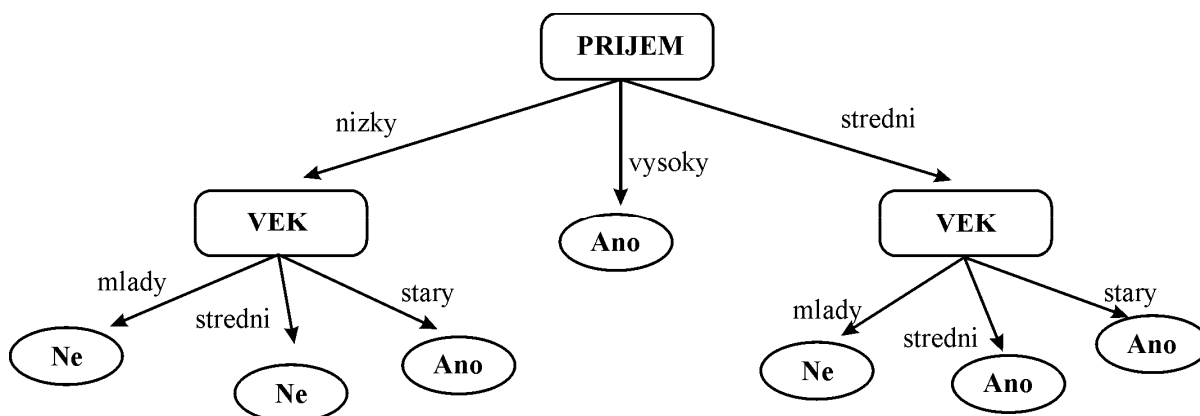 PRIJEM
nizky
vysoky
stredni
VEK
Ano
VEK
mlady
stredni
stary
mlady
stredni
stary
Ne
Ne
Ano
Ne
Ano
Ano